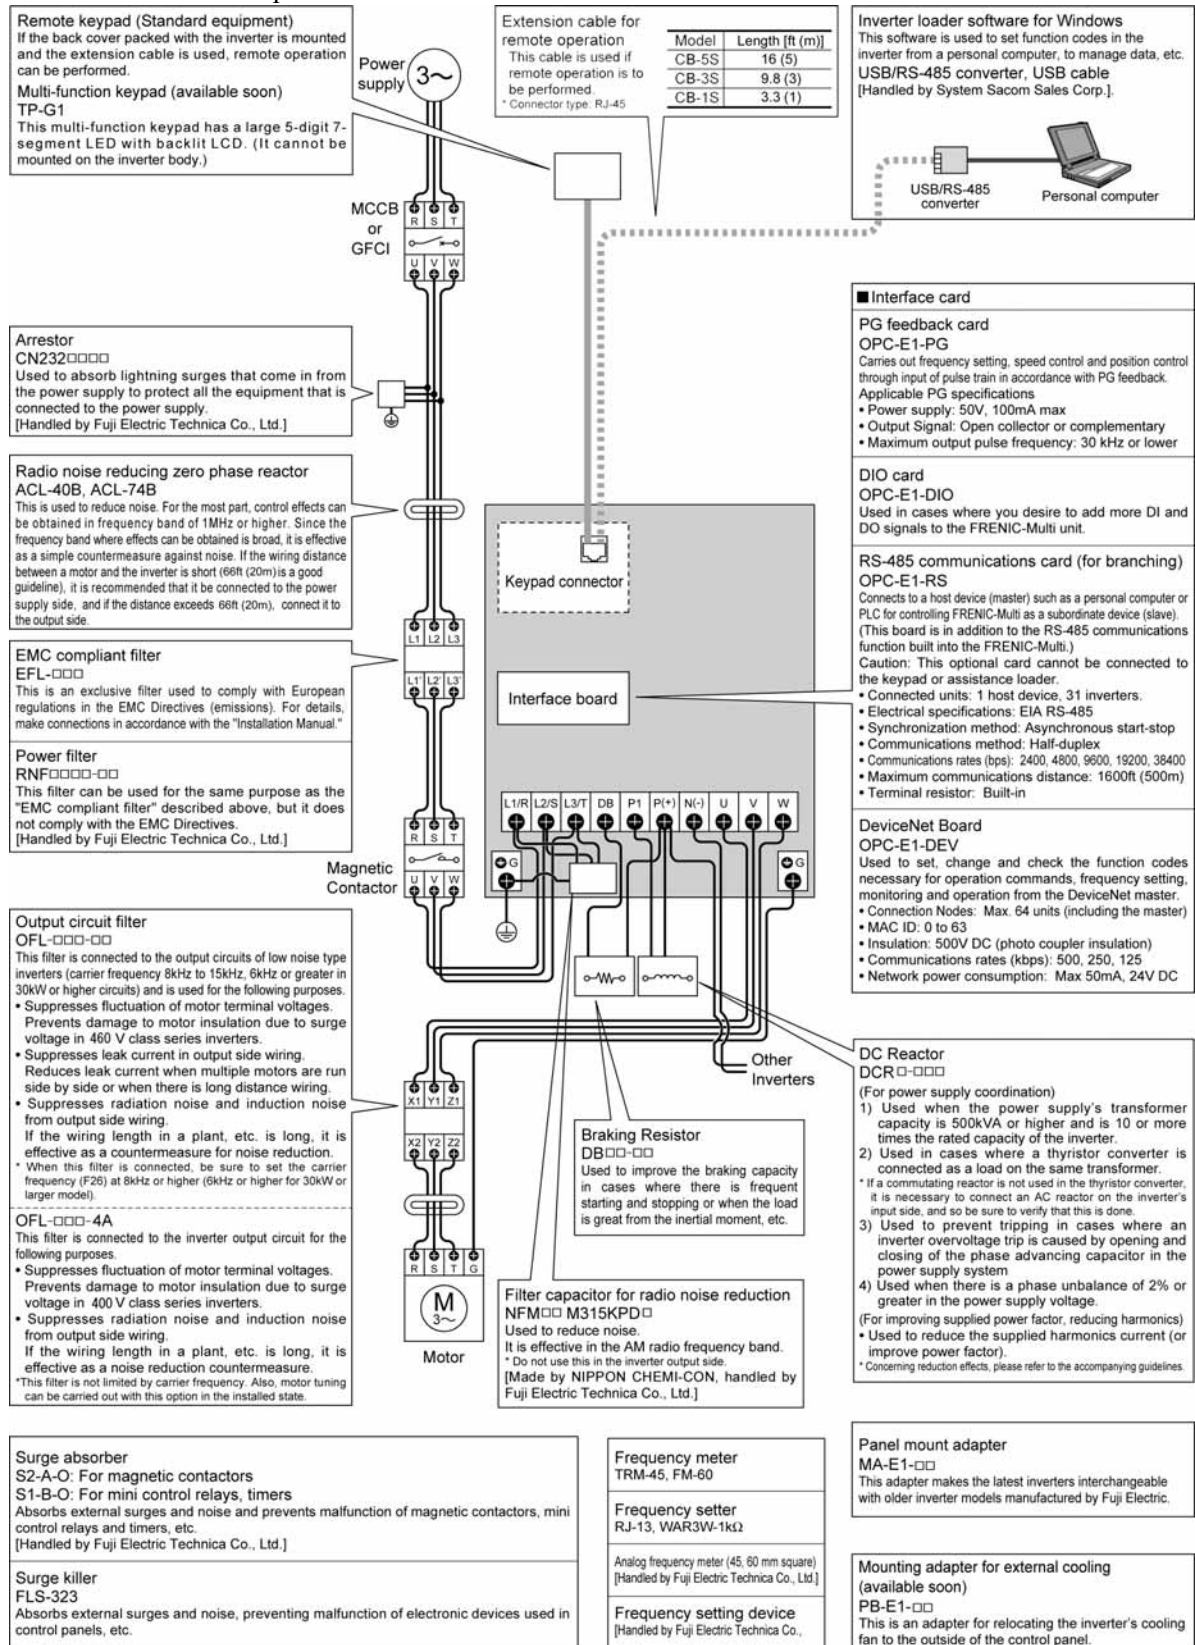 Remote keypad (Standard equipment)
If the back cover packed with the inverter is mounted
and the extension cable is used, remote operation
can be performed.
Multi-function keypad (available soon)
TP-G1
This multi-function keypad has a large 5-digit 7-
segment LED with backlit LCD. (It cannot be
mounted on the inverter body.)
Power
supply
3~
Extension cable for
remote operation
This cable is used if
remote operation is to
be performed.
* Connector type: RJ-45
Model Length [ft (m)]
CB-5S 16 (5)
CB-3S 9.8 (3)
CB-1S 3.3 (1)
Inverter loader software for Windows
This software is used to set function codes in the
inverter from a personal computer, to manage data, etc.
USB/RS-485 converter, USB cable
[Handled by System Sacom Sales Corp.].
USB/RS-485
converter
Personal computer
MCCB
or
GFCI
R S T
U V W
Arrestor
CN232□□□□
Used to absorb lightning surges that come in from
the power supply to protect all the equipment that is
connected to the power supply.
[Handled by Fuji Electric Technica Co., Ltd.]
Radio noise reducing zero phase reactor
ACL-40B, ACL-74B
This is used to reduce noise. For the most part, control effects can
be obtained in frequency band of 1MHz or higher. Since the
frequency band where effects can be obtained is broad, it is effective
as a simple countermeasure against noise. If the wiring distance
between a motor and the inverter is short (66ft (20m) is a good
guideline), it is recommended that it be connected to the power
supply side, and if the distance exceeds 66ft (20m), connect it to
the output side.
L1 L2 L3
L1' L2' L3'
EMC compliant filter
EFL-□□□
This is an exclusive filter used to comply with European
regulations in the EMC Directives (emissions). For details,
make connections in accordance with the "Installation Manual."
Power filter
RNF□□□□-□□
This filter can be used for the same purpose as the
"EMC compliant filter" described above, but it does
not comply with the EMC Directives.
[Handled by Fuji Electric Technica Co., Ltd.]
Magnetic
Contactor
R S T
U V W
Keypad connector
Interface board
L1/R L2/S L3/T DB P1 P(+) N(-) U V W
G
G
■ Interface card
PG feedback card
OPC-E1-PG
Carries out frequency setting, speed control and position control
through input of pulse train in accordance with PG feedback.
Applicable PG specifications
• Power supply: 50V, 100mA max
• Output Signal: Open collector or complementary
• Maximum output pulse frequency: 30 kHz or lower
DIO card
OPC-E1-DIO
Used in cases where you desire to add more DI and
DO signals to the FRENIC-Multi unit.
RS-485 communications card (for branching)
OPC-E1-RS
Connects to a host device (master) such as a personal computer or
PLC for controlling FRENIC-Multi as a subordinate device (slave).
(This board is in addition to the RS-485 communications
function built into the FRENIC-Multi.)
Caution: This optional card cannot be connected to
the keypad or assistance loader.
• Connected units: 1 host device, 31 inverters.
• Electrical specifications: EIA RS-485
• Synchronization method: Asynchronous start-stop
• Communications method: Half-duplex
• Communications rates (bps): 2400, 4800, 9600, 19200, 38400
• Maximum communications distance: 1600ft (500m)
• Terminal resistor: Built-in
DeviceNet Board
OPC-E1-DEV
Used to set, change and check the function codes
necessary for operation commands, frequency setting,
monitoring and operation from the DeviceNet master.
• Connection Nodes: Max. 64 units (including the master)
• MAC ID: 0 to 63
• Insulation: 500V DC (photo coupler insulation)
• Communications rates (kbps): 500, 250, 125
• Network power consumption: Max 50mA, 24V DC
Output circuit filter
OFL-□□□-□□
This filter is connected to the output circuits of low noise type
inverters (carrier frequency 8kHz to 15kHz, 6kHz or greater in
30kW or higher circuits) and is used for the following purposes.
• Suppresses fluctuation of motor terminal voltages.
Prevents damage to motor insulation due to surge
voltage in 460 V class series inverters.
• Suppresses leak current in output side wiring.
Reduces leak current when multiple motors are run
side by side or when there is long distance wiring.
• Suppresses radiation noise and induction noise
from output side wiring.
If the wiring length in a plant, etc. is long, it is
effective as a countermeasure for noise reduction.
* When this filter is connected, be sure to set the carrier
frequency (F26) at 8kHz or higher (6kHz or higher for 30kW or
larger model).
OFL-□□□-4A
This filter is connected to the inverter output circuit for the
following purposes.
• Suppresses fluctuation of motor terminal voltages.
Prevents damage to motor insulation due to surge
voltage in 400 V class series inverters.
• Suppresses radiation noise and induction noise
from output side wiring.
If the wiring length in a plant, etc. is long, it is
effective as a noise reduction countermeasure.
*This filter is not limited by carrier frequency. Also, motor tuning
can be carried out with this option in the installed state.
X1 Y1 Z1
X2 Y2 Z2
R S T G
M
3~
Motor
Other
Inverters
Braking Resistor
DB□□-□□
Used to improve the braking capacity
in cases where there is frequent
starting and stopping or when the load
is great from the inertial moment, etc.
Filter capacitor for radio noise reduction
NFM□□ M315KPD□
Used to reduce noise.
It is effective in the AM radio frequency band.
* Do not use this in the inverter output side.
[Made by NIPPON CHEMI-CON, handled by
Fuji Electric Technica Co., Ltd.]
DC Reactor
DCR□-□□□
(For power supply coordination)
1) Used when the power supply's transformer
capacity is 500kVA or higher and is 10 or more
times the rated capacity of the inverter.
2) Used in cases where a thyristor converter is
connected as a load on the same transformer.
* If a commutating reactor is not used in the thyristor converter,
it is necessary to connect an AC reactor on the inverter's
input side, and so be sure to verify that this is done.
3) Used to prevent tripping in cases where an
inverter overvoltage trip is caused by opening and
closing of the phase advancing capacitor in the
power supply system
4) Used when there is a phase unbalance of 2% or
greater in the power supply voltage.
(For improving supplied power factor, reducing harmonics)
• Used to reduce the supplied harmonics current (or
improve power factor).
* Concerning reduction effects, please refer to the accompanying guidelines.
Surge absorber
S2-A-O: For magnetic contactors
S1-B-O: For mini control relays, timers
Absorbs external surges and noise and prevents malfunction of magnetic contactors, mini
control relays and timers, etc.
[Handled by Fuji Electric Technica Co., Ltd.]
Surge killer
FLS-323
Absorbs external surges and noise, preventing malfunction of electronic devices used in
control panels, etc.
Frequency meter
TRM-45, FM-60
Frequency setter
RJ-13, WAR3W-1kΩ
Analog frequency meter (45, 60 mm square)
[Handled by Fuji Electric Technica Co., Ltd.]
Frequency setting device
[Handled by Fuji Electric Technica Co.,
Panel mount adapter
MA-E1-□□
This adapter makes the latest inverters interchangeable
with older inverter models manufactured by Fuji Electric.
Mounting adapter for external cooling
(available soon)
PB-E1-□□
This is an adapter for relocating the inverter's cooling
fan to the outside of the control panel.